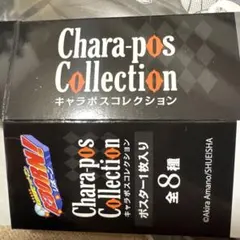 Chara-pos
Collection
キャラポスコレクション
REBORN!
Chara-pos
Collection
キャラポスコレクション
ポスター1枚入り
全8種
©Akira Amano/SHUEISHA